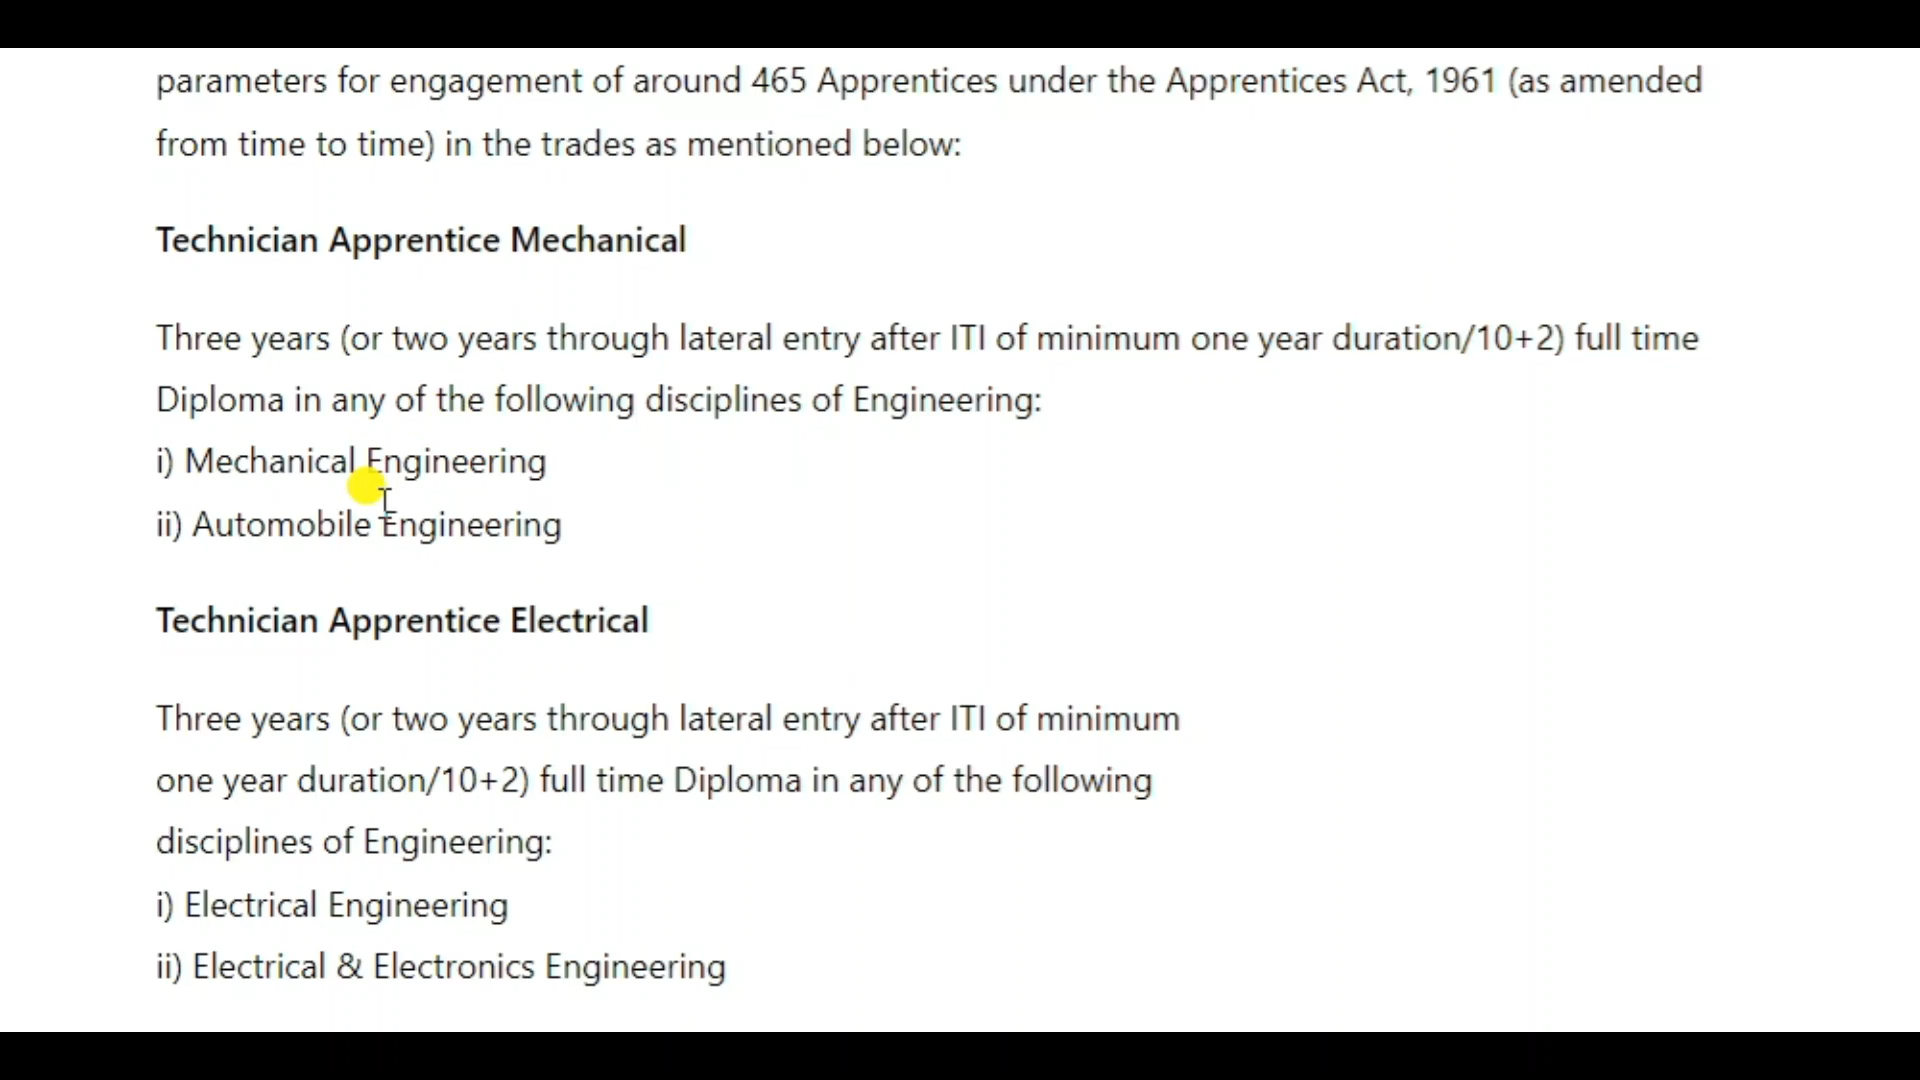 parameters for engagement of around 465 Apprentices under the Apprentices Act, 1961 (as amended
from time to time) in the trades as mentioned below:
Technician Apprentice Mechanical
Three years (or two years through lateral entry after ITI of minimum one year duration/10+2) full time
Diploma in any of the following disciplines of Engineering:
i) Mechanical Engineering
ii) Automobile Engineering
Technician Apprentice Electrical
Three years (or two years through lateral entry after ITI of minimum
one year duration/10+2) full time Diploma in any of the following
disciplines of Engineering:
i) Electrical Engineering
ii) Electrical & Electronics Engineering